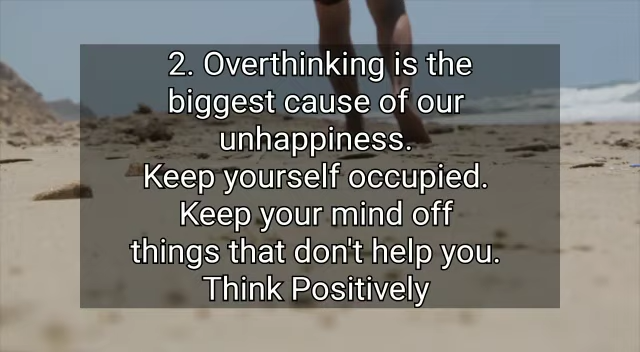 2. Overthinking is the
biggest cause of our
unhappiness.
Keep yourself occupied.
Keep your mind off
things that don't help you.
Think Positively